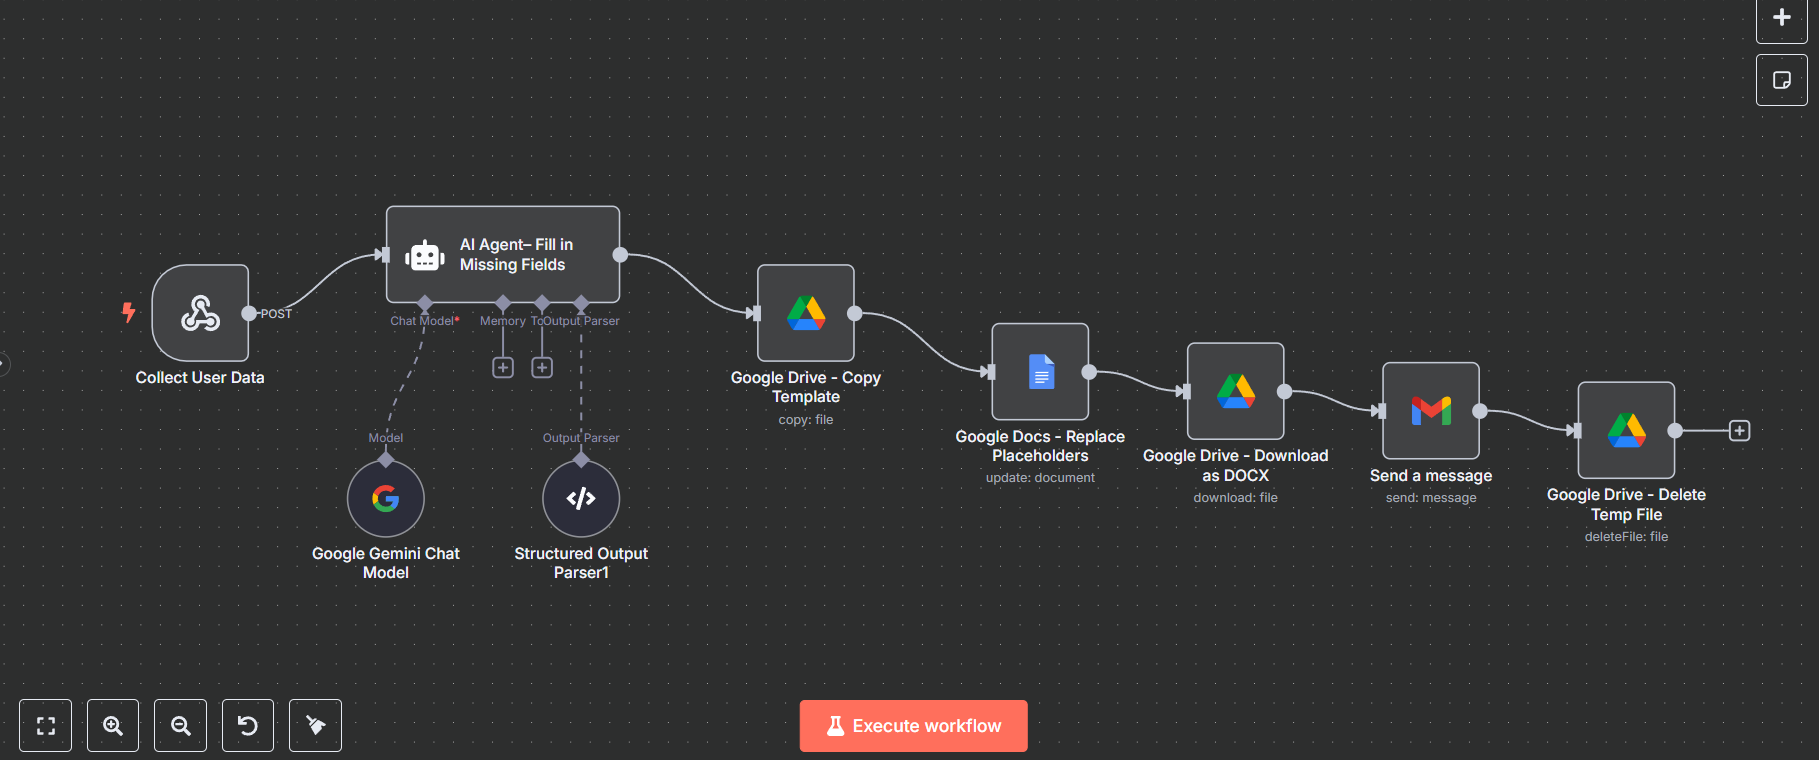 AI Agent– Fill in
Missing Fields
POST
Chat Model*
Memory
To
Output Parser
Collect User Data
Google Drive - Copy
Template
copy: file
Model
Output Parser
Google Gemini Chat
Model
Structured Output
Parser1
Google Docs - Replace
Placeholders
update: document
Google Drive - Download
as DOCX
download: file
Send a message
send: message
Google Drive - Delete
Temp File
deleteFile: file
Execute workflow